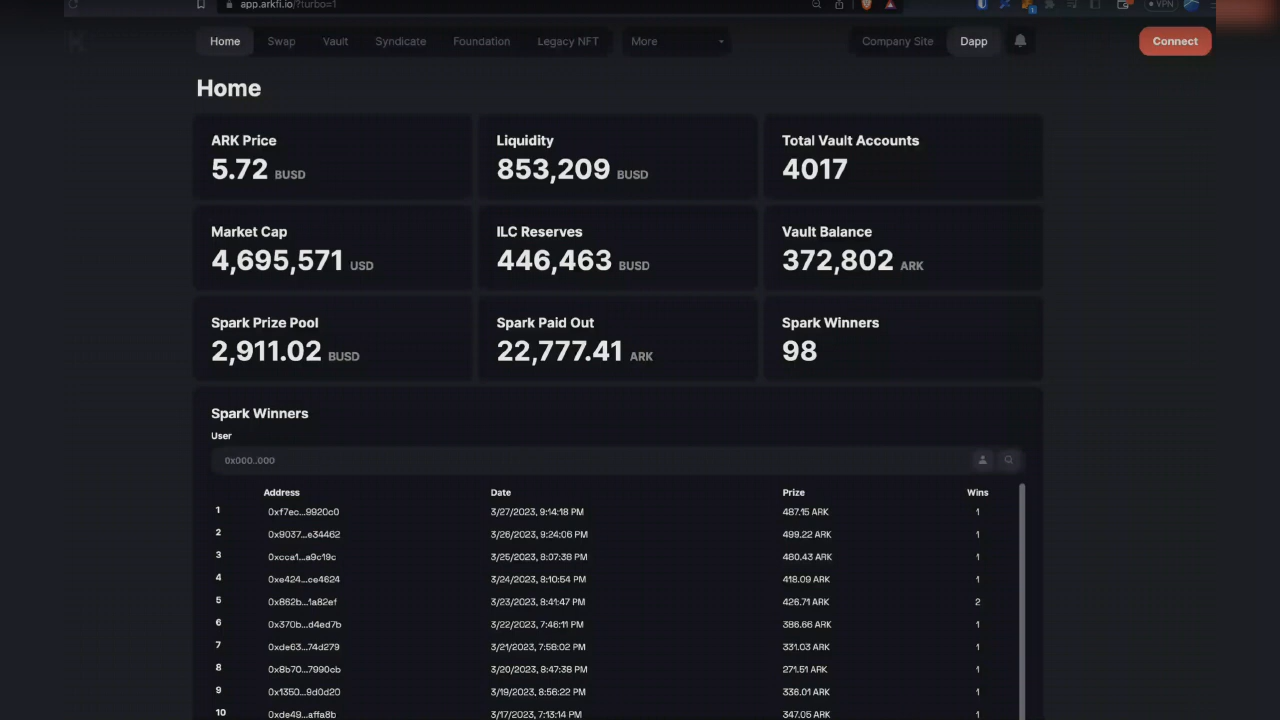 app.arkfi.io/?turbo=1
VPN
Home Swap Vault Syndicate Foundation Legacy NFT More Company Site Dapp Connect
Home
ARK Price Liquidity Total Vault Accounts
5.72 BUSD 853,209 BUSD 4017
Market Cap ILC Reserves Vault Balance
4,695,571 USD 446,463 BUSD 372,802 ARK
Spark Prize Pool Spark Paid Out Spark Winners
2,911.02 BUSD 22,777.41 ARK 98
Spark Winners
User
0x000..000
Address Date Prize Wins
1 0xf7ec...9920c0 3/27/2023, 9:14:18 PM 487.15 ARK 1
2 0x9037...e34462 3/26/2023, 9:24:06 PM 499.22 ARK 1
3 0xcca1...a9c19c 3/25/2023, 8:07:38 PM 480.43 ARK 1
4 0xe424...ce4624 3/24/2023, 8:10:54 PM 418.09 ARK 1
5 0x862b...1a82ef 3/23/2023, 8:41:47 PM 426.71 ARK 2
6 0x370b...d4ed7b 3/22/2023, 7:46:11 PM 386.66 ARK 1
7 0xde63...74d279 3/21/2023, 7:58:02 PM 331.03 ARK 1
8 0x8b70...7990cb 3/20/2023, 8:47:38 PM 271.51 ARK 1
9 0x1350...9d0d20 3/19/2023, 8:56:22 PM 336.01 ARK 1
10 0xde49...affa8b 3/17/2023, 7:13:14 PM 347.05 ARK 1